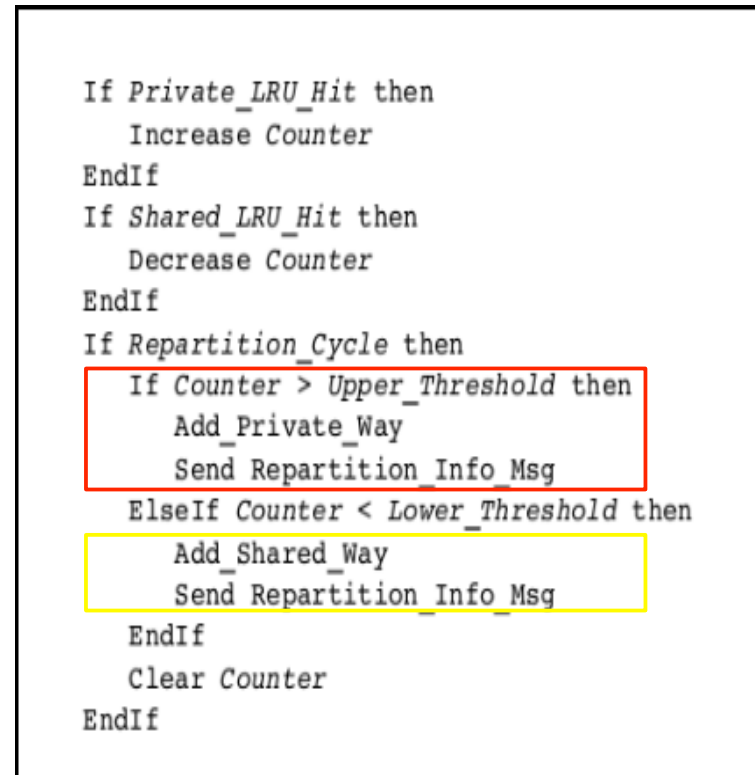 If Private_LRU_Hit then
Increase Counter
EndIf
If Shared_LRU_Hit then
Decrease Counter
EndIf
If Repartition_Cycle then
If Counter > Upper_Threshold then
Add_Private_Way
Send Repartition_Info_Msg
ElseIf Counter < Lower_Threshold then
Add_Shared_Way
Send Repartition_Info_Msg
EndIf
Clear Counter
EndIf